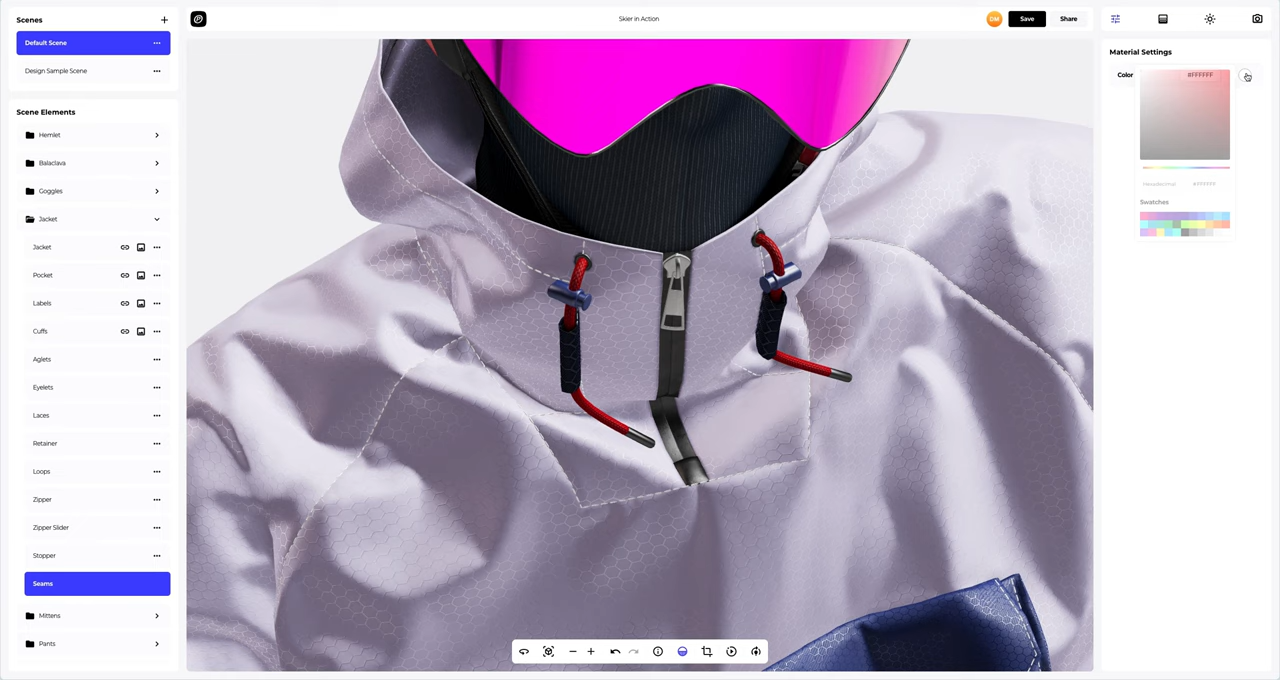 Scenes
Default Scene
Design Sample Scene
Scene Elements
Hemlet
Balaclava
Goggles
Jacket
Jacket
Pocket
Labels
Cuffs
Aglets
Eyelets
Laces
Retainer
Loops
Zipper
Zipper Slider
Stopper
Seams
Mittens
Pants
Skier in Action
DM
Save
Share
Material Settings
Color
#FFFFFF
Hexadecimal
#FFFFFF
Swatches